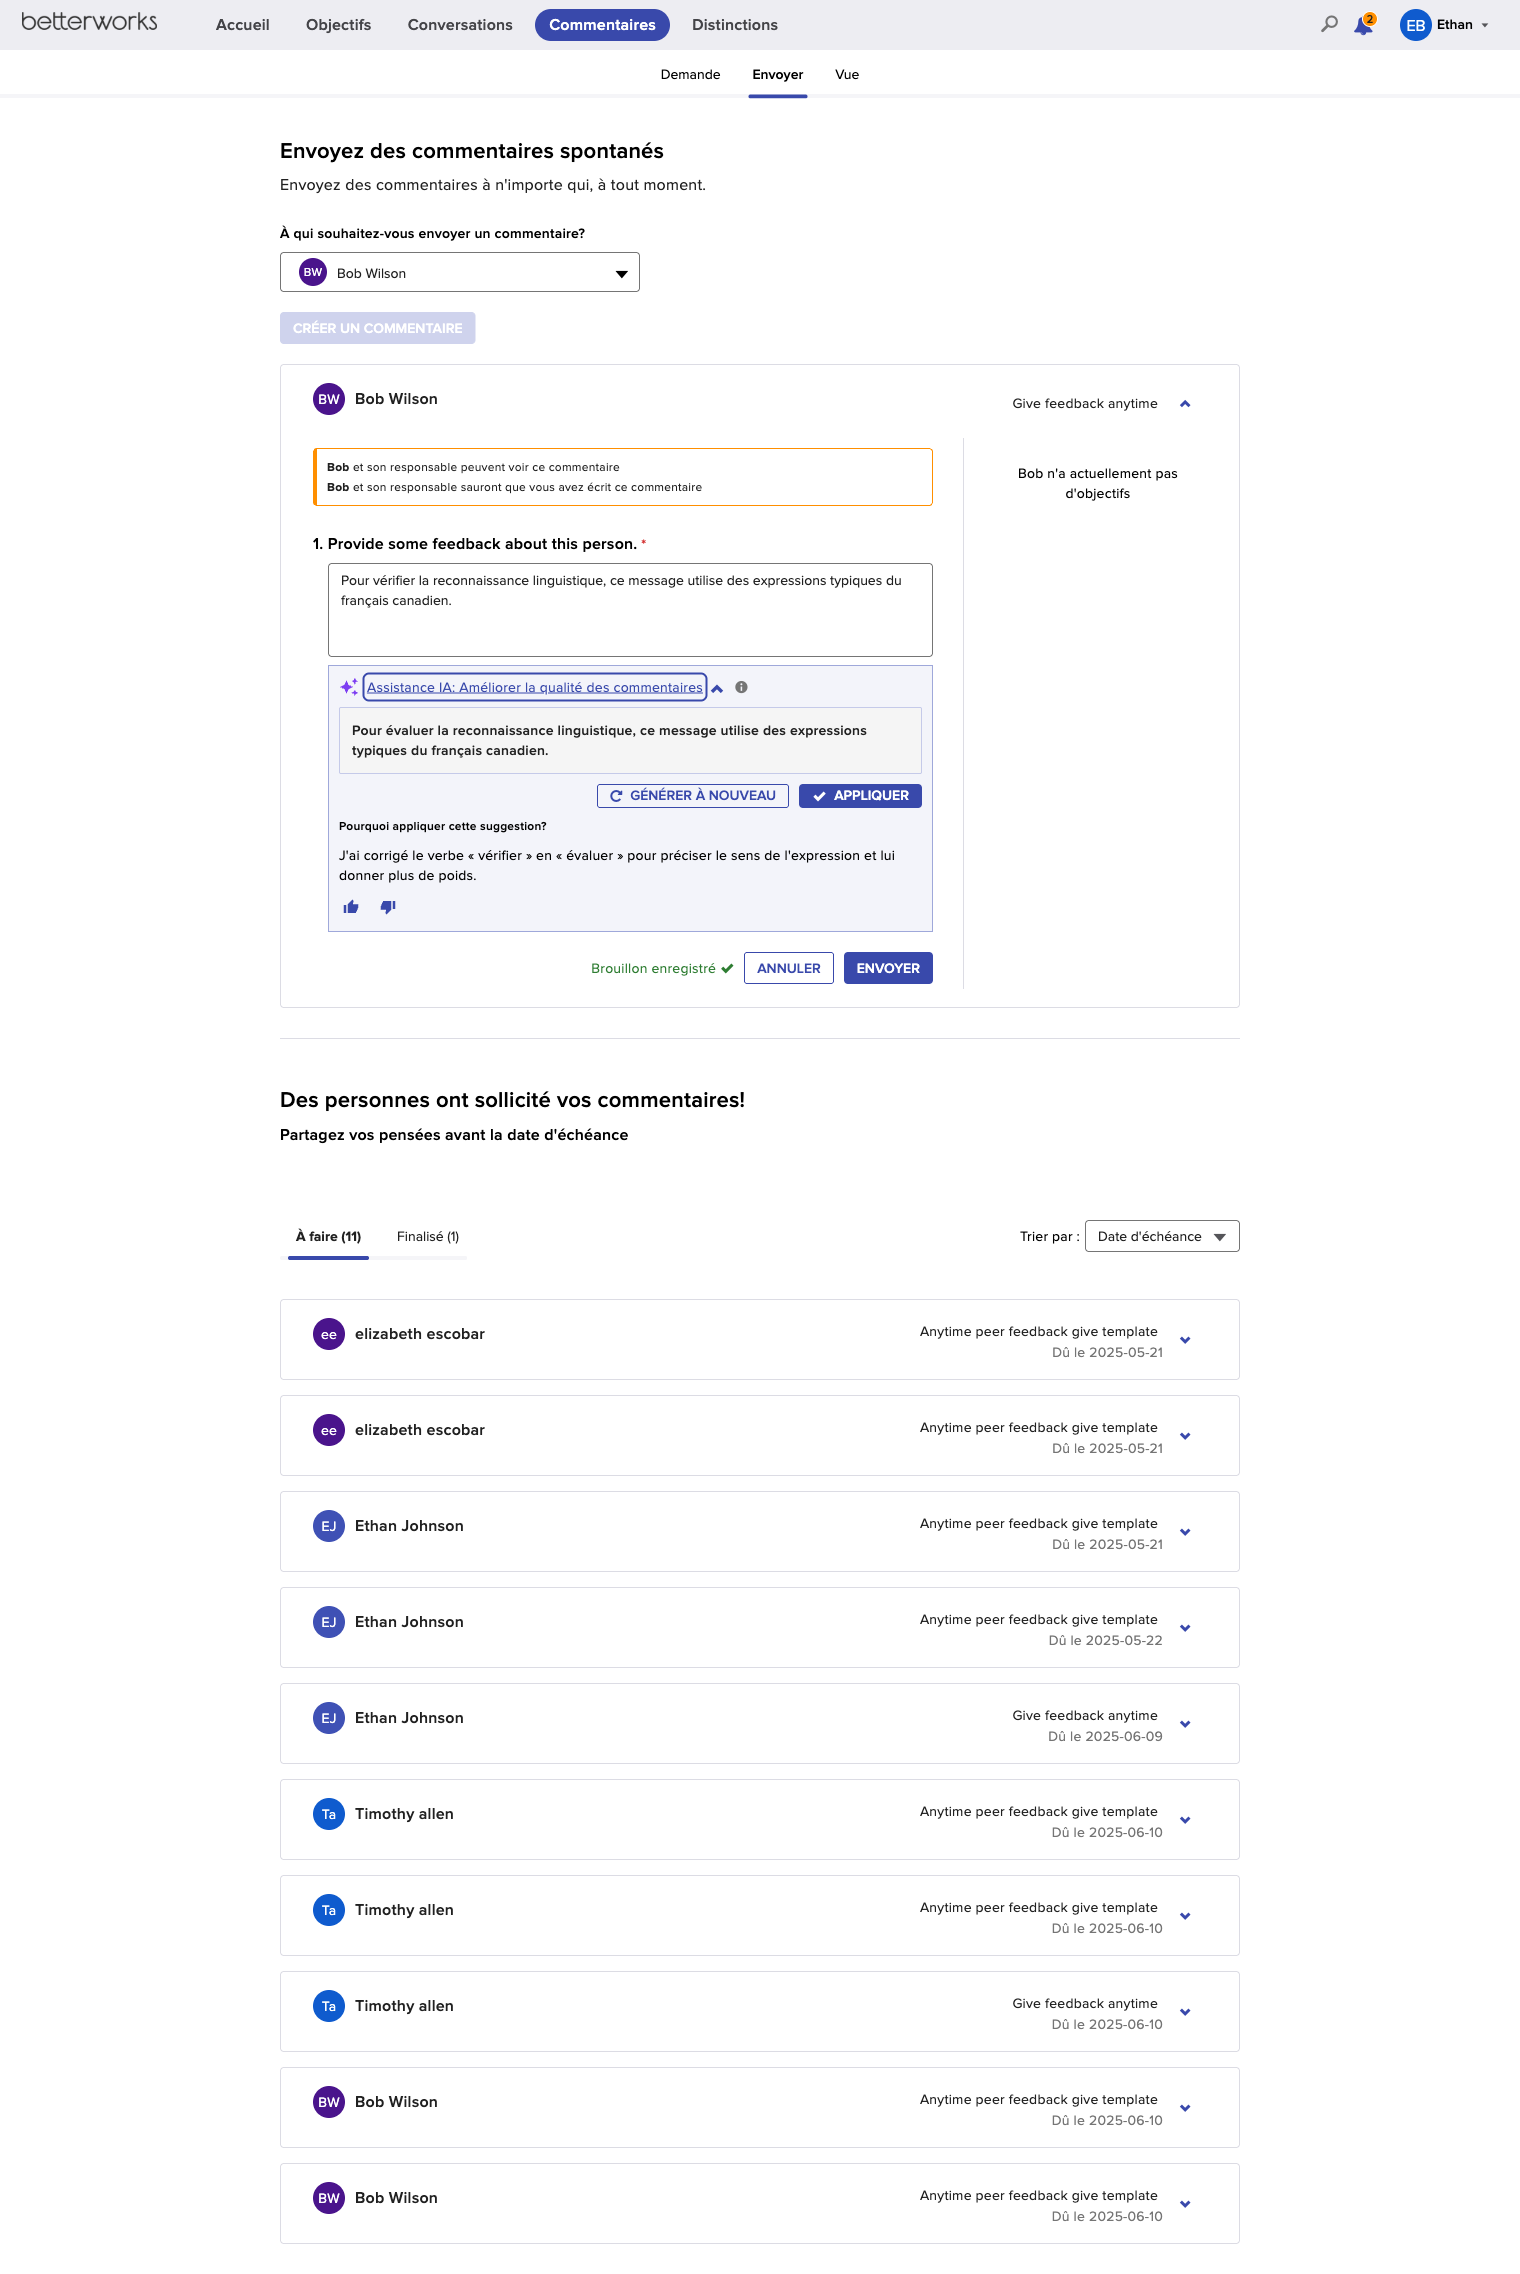 betterworks
Accueil
Objectifs
Conversations
Commentaires
Distinctions
2
EB
Ethan
Demande
Envoyer
Vue
Envoyez des commentaires spontanés
Envoyez des commentaires à n'importe qui, à tout moment.
À qui souhaitez-vous envoyer un commentaire?
BW Bob Wilson
CRÉER UN COMMENTAIRE
BW Bob Wilson
Give feedback anytime
Bob et son responsable peuvent voir ce commentaire
Bob et son responsable sauront que vous avez écrit ce commentaire
Bob n'a actuellement pas
d'objectifs
1. Provide some feedback about this person. *
Pour vérifier la reconnaissance linguistique, ce message utilise des expressions typiques du
français canadien.
Assistance IA: Améliorer la qualité des commentaires
Pour évaluer la reconnaissance linguistique, ce message utilise des expressions
typiques du français canadien.
GÉNÉRER À NOUVEAU
APPLIQUER
Pourquoi appliquer cette suggestion?
J'ai corrigé le verbe « vérifier » en « évaluer » pour préciser le sens de l'expression et lui
donner plus de poids.
Brouillon enregistré
ANNULER
ENVOYER
Des personnes ont sollicité vos commentaires!
Partagez vos pensées avant la date d'échéance
À faire (11)
Finalisé (1)
Trier par :
Date d'échéance
ee elizabeth escobar
Anytime peer feedback give template
Dû le 2025-05-21
ee elizabeth escobar
Anytime peer feedback give template
Dû le 2025-05-21
EJ Ethan Johnson
Anytime peer feedback give template
Dû le 2025-05-21
EJ Ethan Johnson
Anytime peer feedback give template
Dû le 2025-05-22
EJ Ethan Johnson
Give feedback anytime
Dû le 2025-06-09
Ta Timothy allen
Anytime peer feedback give template
Dû le 2025-06-10
Ta Timothy allen
Anytime peer feedback give template
Dû le 2025-06-10
Ta Timothy allen
Give feedback anytime
Dû le 2025-06-10
BW Bob Wilson
Anytime peer feedback give template
Dû le 2025-06-10
BW Bob Wilson
Anytime peer feedback give template
Dû le 2025-06-10